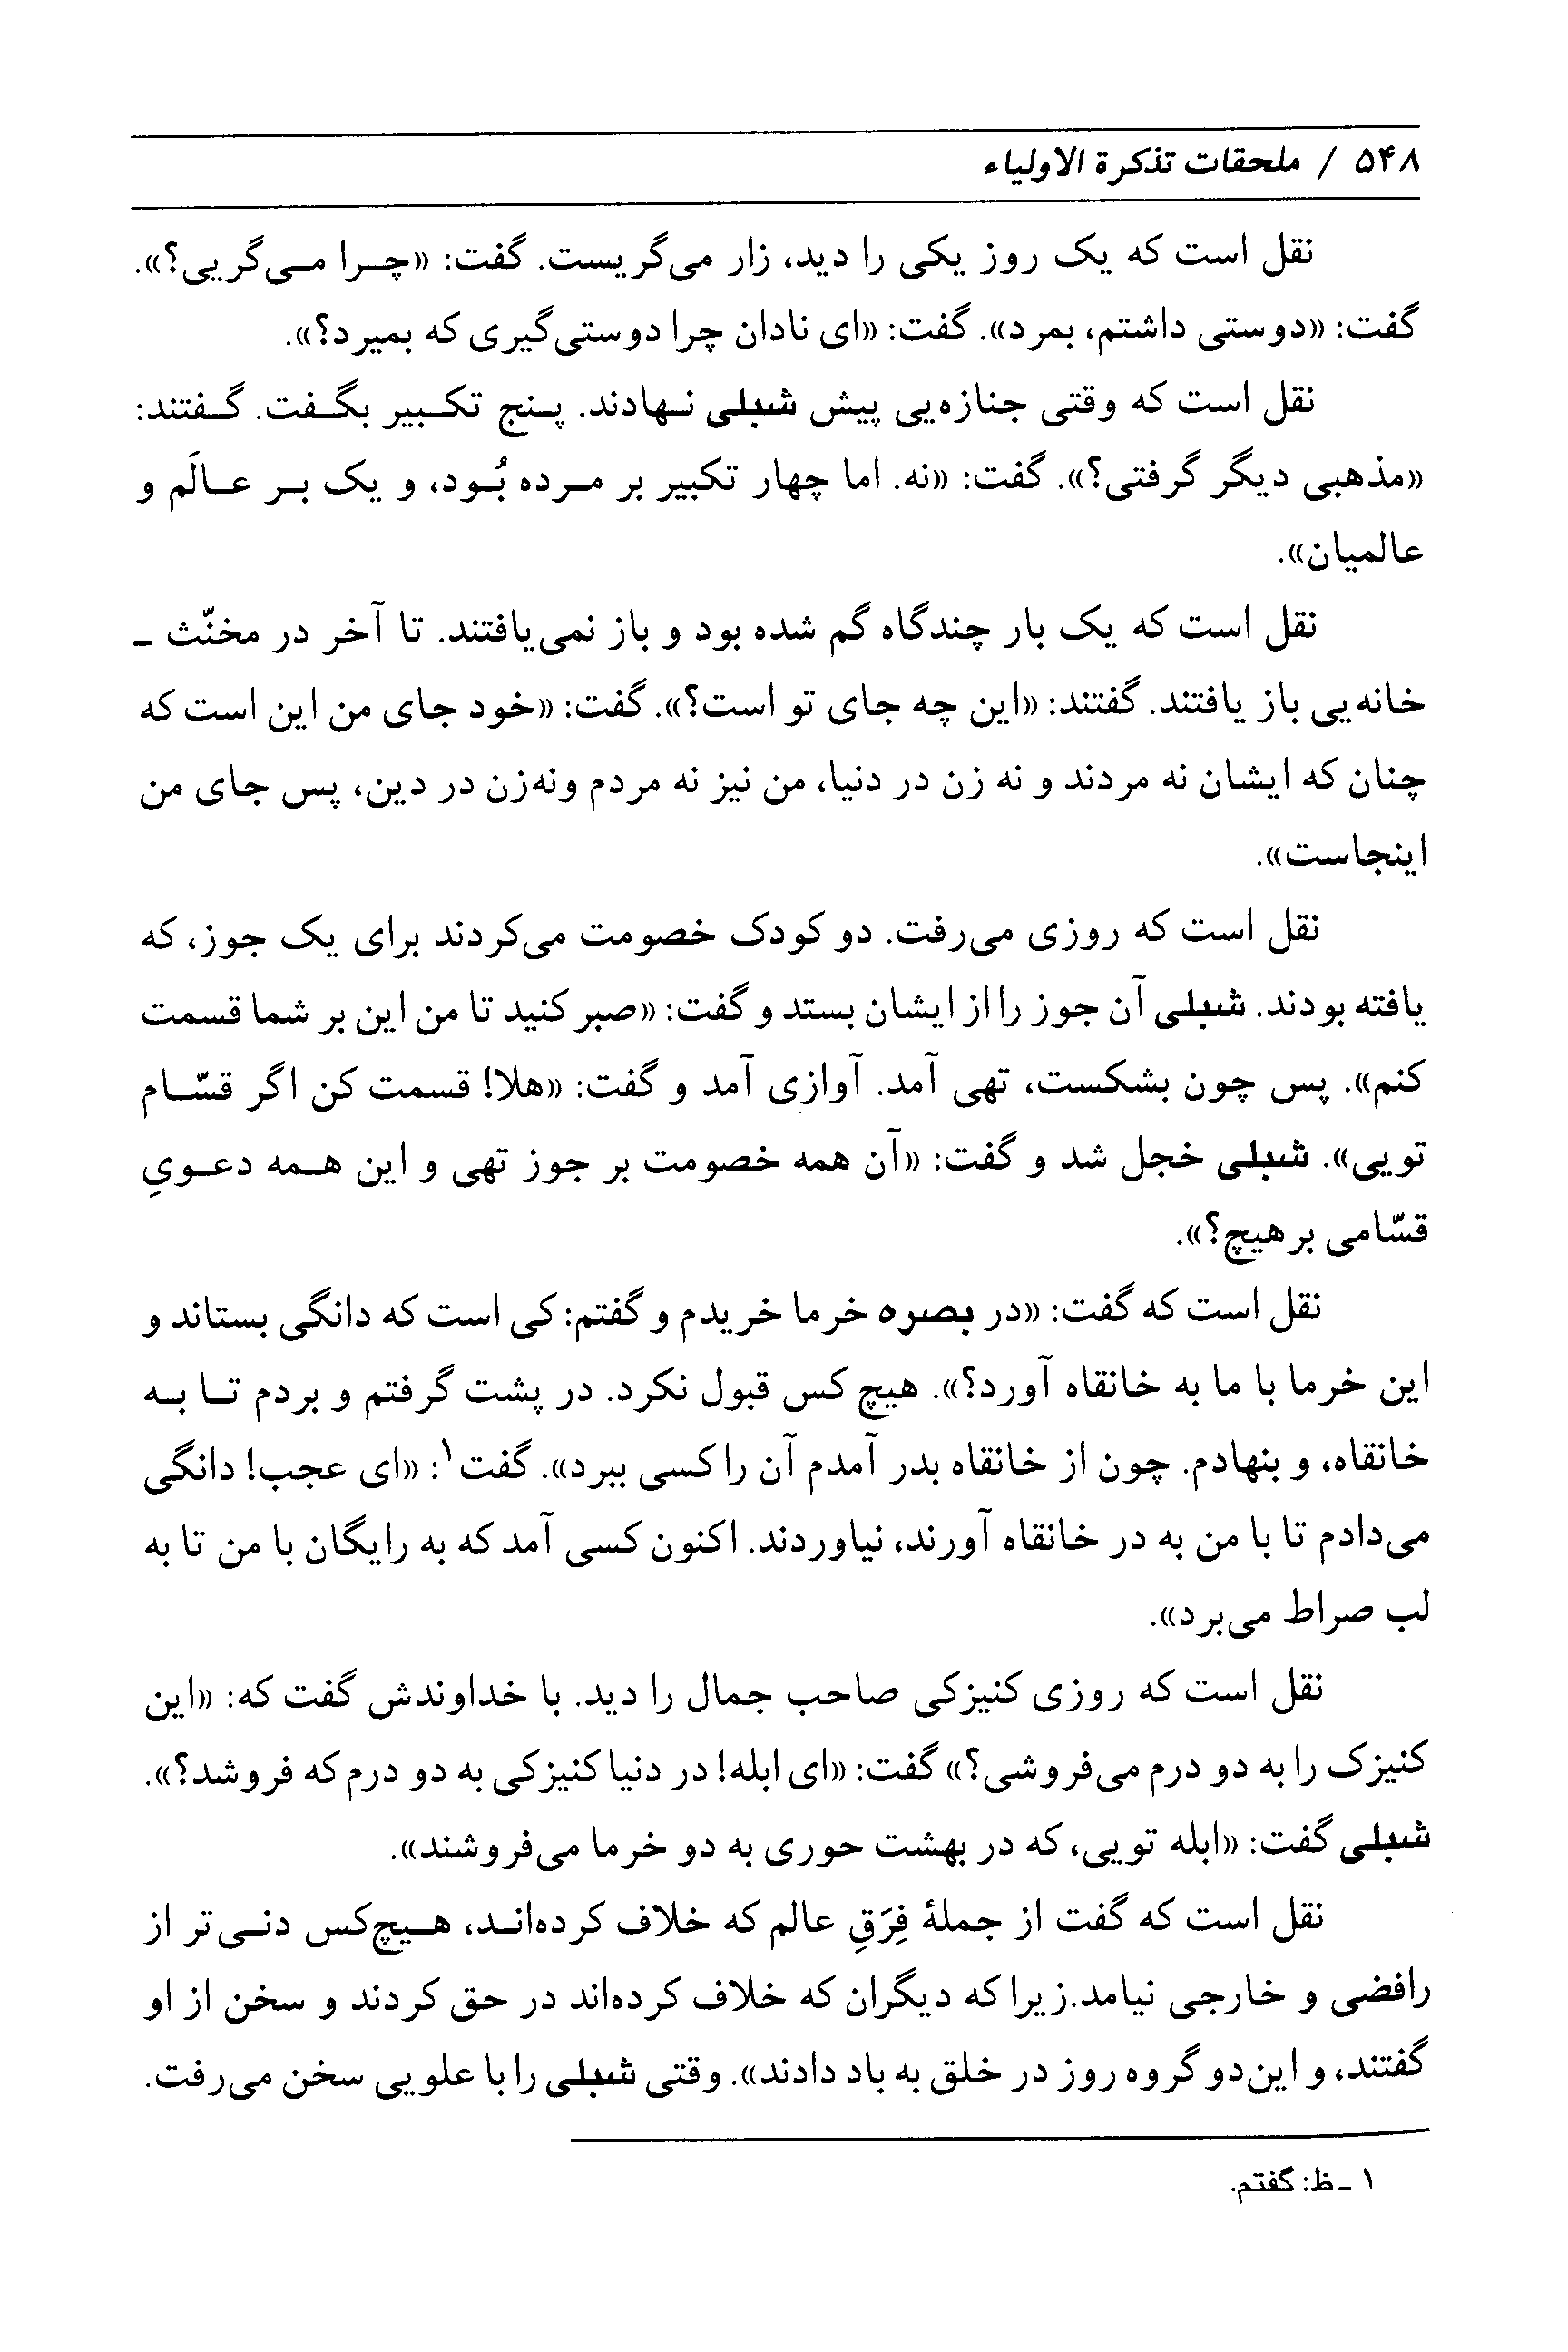 ۵۴۸ / ملحقات تذکرة الاولیاء
نقل است که یک روز یکی را دید، زار می‌گریست. گفت: «چرا می‌گریی؟».
گفت: «دوستی داشتم، بمرد». گفت: «ای نادان چرا دوستی‌گیری که بمیرد؟».
نقل است که وقتی جنازه‌یی پیش شبلی نهادند. پنج تکبیر بگفت. گفتند:
«مذهبی دیگر گرفتی؟». گفت: «نه. اما چهار تکبیر بر مرده بُود، و یک بر عالَم و
عالمیان».
نقل است که یک بار چندگاه گم شده بود و باز نمی‌یافتند. تا آخر در مخنّث ـ
خانه‌یی باز یافتند. گفتند: «این چه جای تو است؟». گفت: «خود جای من این است که
چنان که ایشان نه مردند و نه زن در دنیا، من نیز نه مردم ونه‌زن در دین، پس جای من
اینجاست».
نقل است که روزی می‌رفت. دو کودک خصومت می‌کردند برای یک جوز، که
یافته بودند. شبلی آن جوز را از ایشان بستد و گفت: «صبر کنید تا من این بر شما قسمت
کنم». پس چون بشکست، تهی آمد. آوازی آمد و گفت: «هلا! قسمت کن اگر قسّام
تویی». شبلی خجل شد و گفت: «آن همه خصومت بر جوز تهی و این همه دعویِ
قسّامی بر هیچ؟».
نقل است که گفت: «در بصره خرما خریدم و گفتم: کی است که دانگی بستاند و
این خرما با ما به خانقاه آورد؟». هیچ کس قبول نکرد. در پشت گرفتم و بردم تا به
خانقاه، و بنهادم. چون از خانقاه بدر آمدم آن را کسی ببرد». گفت۱: «ای عجب! دانگی
می‌دادم تا با من به در خانقاه آورند، نیاوردند. اکنون کسی آمد که به رایگان با من تا به
لب صراط می‌برد».
نقل است که روزی کنیزکی صاحب جمال را دید. با خداوندش گفت که: «این
کنیزک را به دو درم می‌فروشی؟» گفت: «ای ابله! در دنیا کنیزکی به دو درم که فروشد؟».
شبلی گفت: «ابله تویی، که در بهشت حوری به دو خرما می‌فروشند».
نقل است که گفت از جملهٔ فِرَقِ عالم که خلاف کرده‌اند، هیچ‌کس دنی‌تر از
رافضی و خارجی نیامد.زیرا که دیگران که خلاف کرده‌اند در حق کردند و سخن از او
گفتند، و این‌دو گروه روز در خلق به باد دادند». وقتی شبلی را با علویی سخن می‌رفت.
۱ ـ ظ: گفتم.